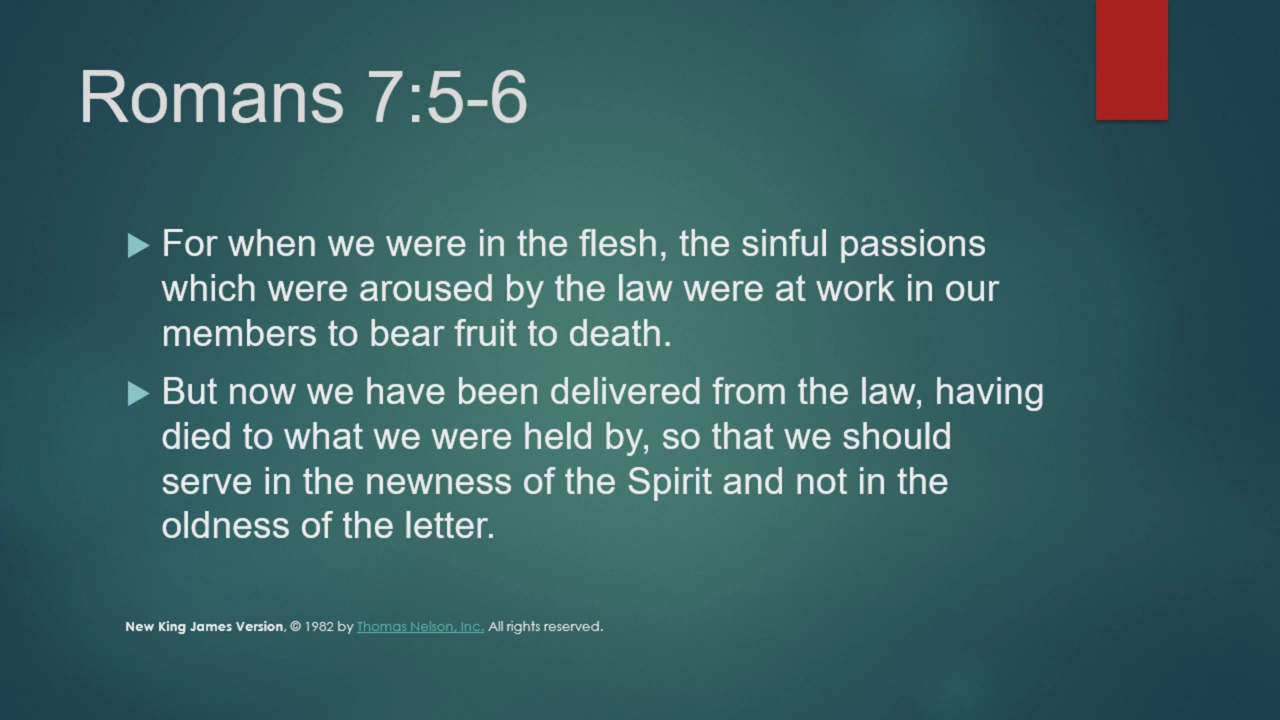 Romans 7:5-6
For when we were in the flesh, the sinful passions
which were aroused by the law were at work in our
members to bear fruit to death.
But now we have been delivered from the law, having
died to what we were held by, so that we should
serve in the newness of the Spirit and not in the
oldness of the letter.
New King James Version, © 1982 by Thomas Nelson, Inc. All rights reserved.